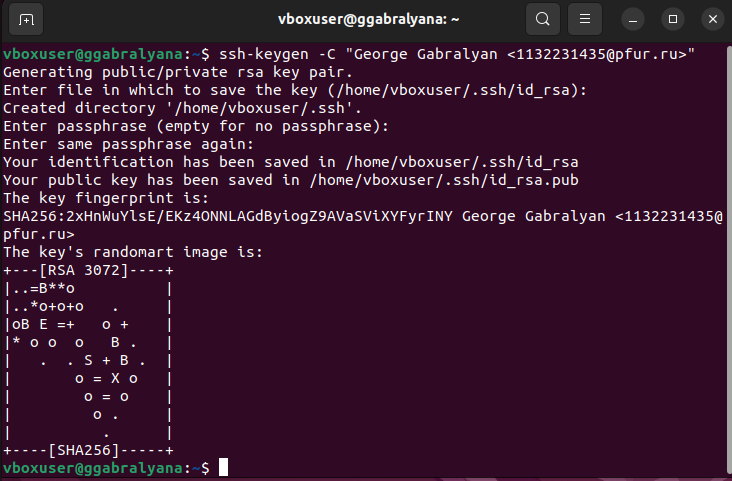 vboxuser@ggabralyana: ~
vboxuser@ggabralyana:~$ ssh-keygen -C "George Gabralyan <1132231435@pfur.ru>"
Generating public/private rsa key pair.
Enter file in which to save the key (/home/vboxuser/.ssh/id_rsa):
Created directory '/home/vboxuser/.ssh'.
Enter passphrase (empty for no passphrase):
Enter same passphrase again:
Your identification has been saved in /home/vboxuser/.ssh/id_rsa
Your public key has been saved in /home/vboxuser/.ssh/id_rsa.pub
The key fingerprint is:
SHA256:2xHnWuYlsE/EKz4ONNLAGdByiogZ9AVaSViXYFyrINY George Gabralyan <1132231435@
pfur.ru>
The key's randomart image is:
+---[RSA 3072]----+
|..=B**o          |
|..*o+o+o   .     |
|oB E =+   o +    |
|* o o  o   B .   |
|   .  . S + B .  |
|       o = X o   |
|        o = o    |
|         o .     |
|          .      |
+----[SHA256]-----+
vboxuser@ggabralyana:~$